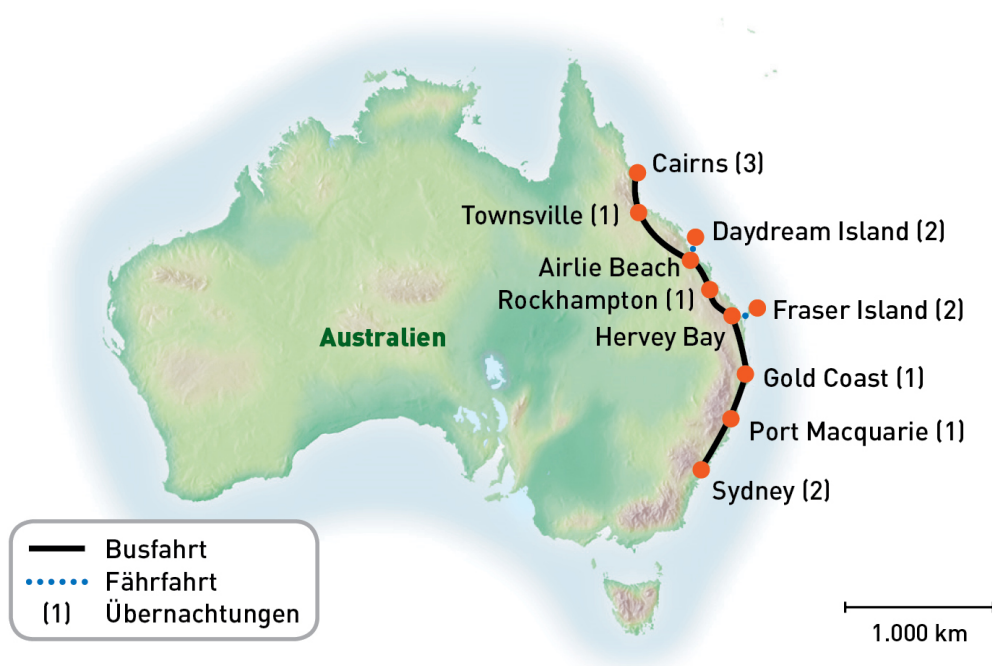 Cairns (3)
Townsville (1)
Daydream Island (2)
Airlie Beach
Rockhampton (1)
Fraser Island (2)
Hervey Bay
Australien
Gold Coast (1)
Port Macquarie (1)
Sydney (2)
Busfahrt
Fährfahrt
(1) Übernachtungen
1.000 km